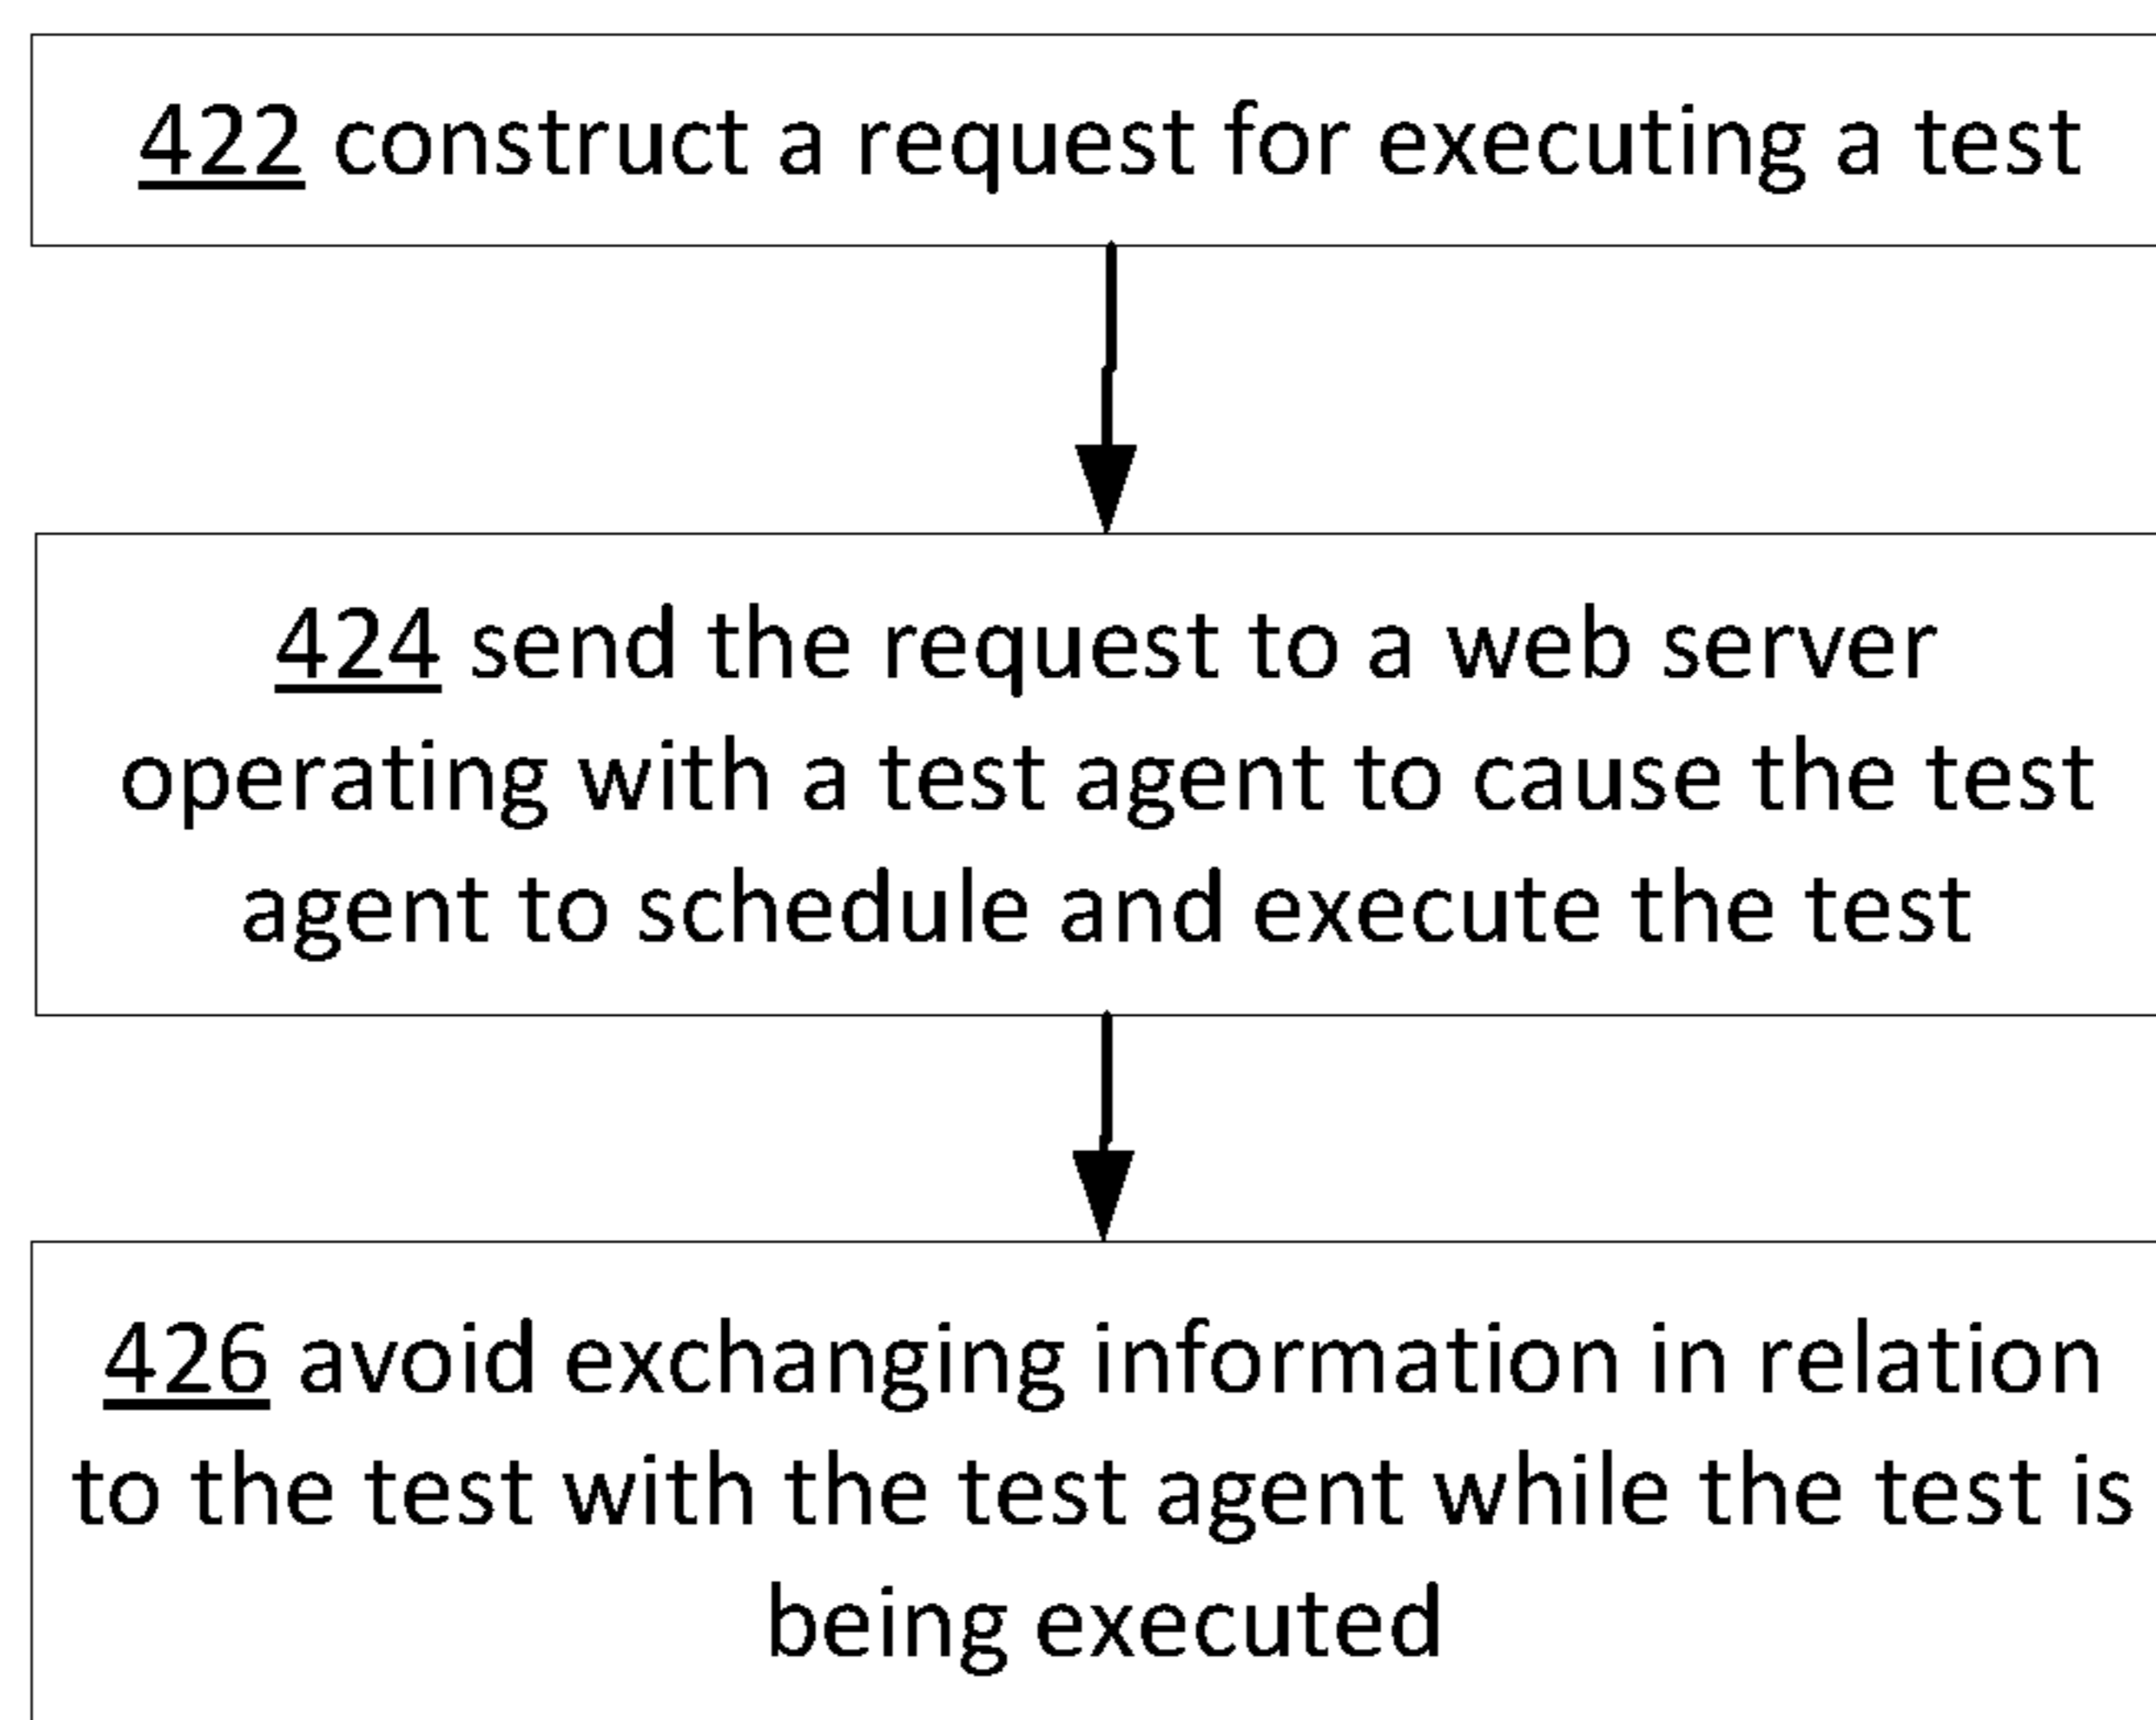 422 construct a request for executing a test
424 send the request to a web server
operating with a test agent to cause the test
agent to schedule and execute the test
426 avoid exchanging information in relation
to the test with the test agent while the test is
being executed